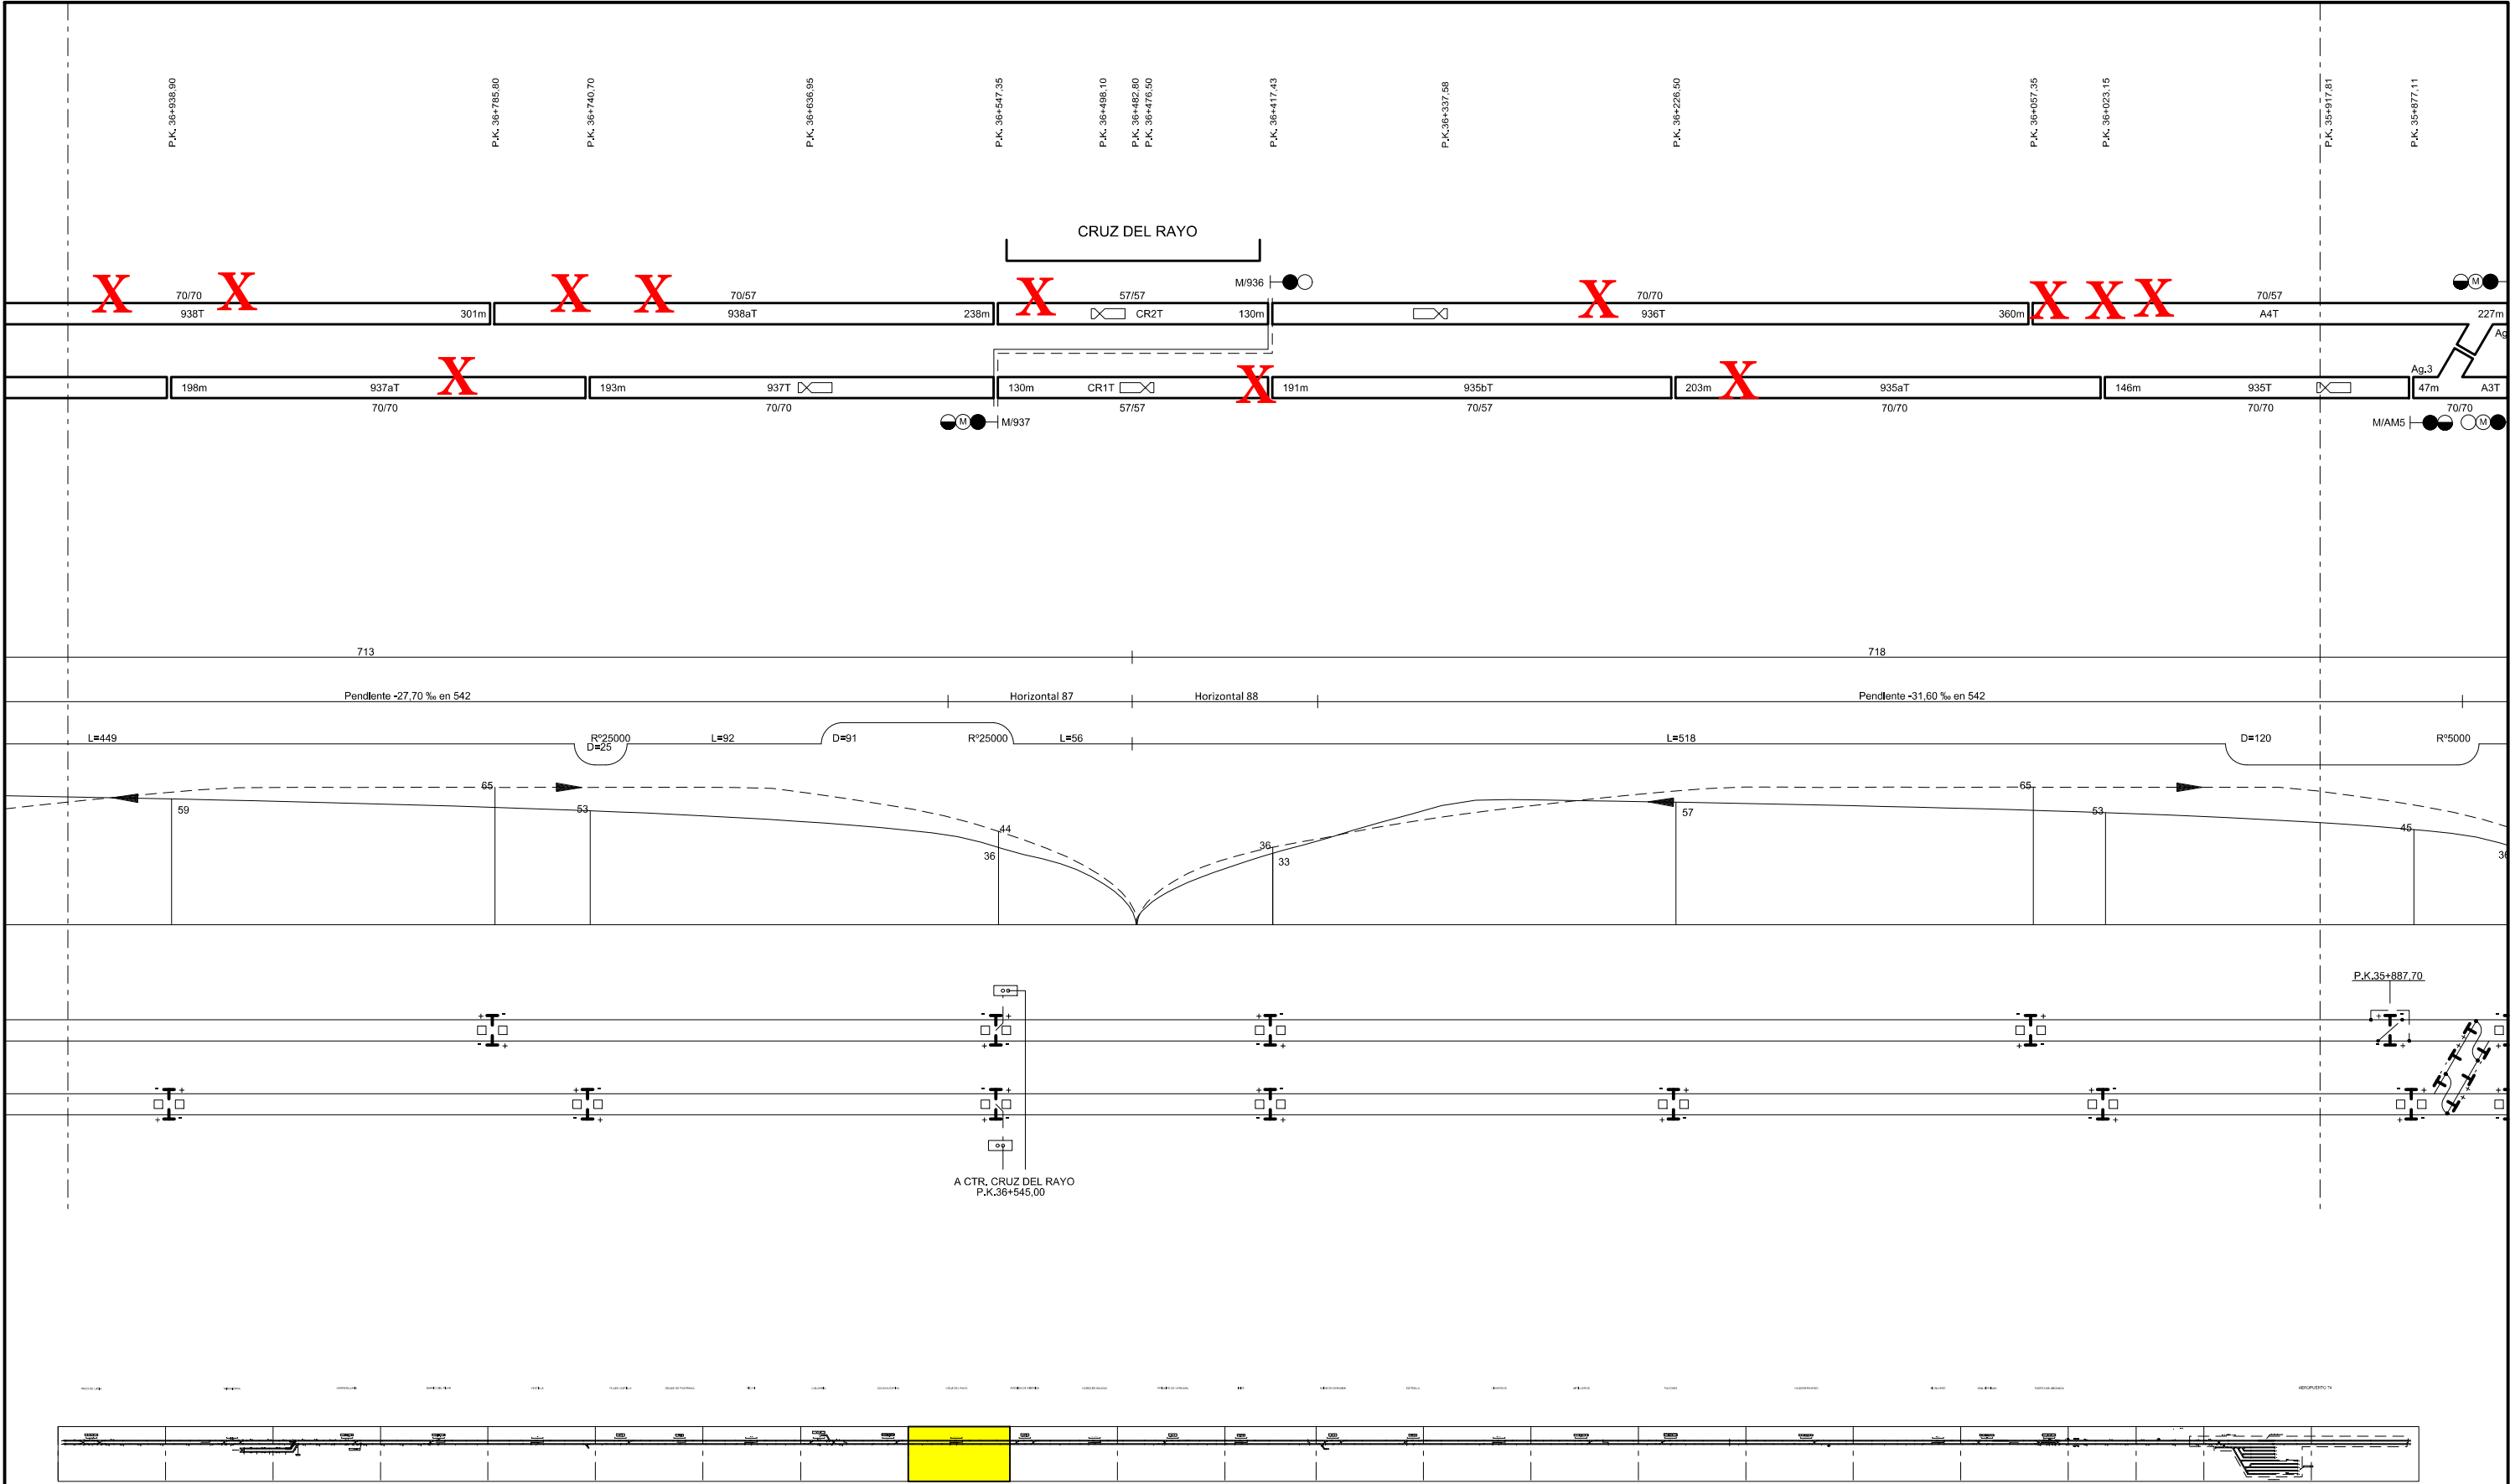 P.K. 36+938,90
P.K. 36+785,80
P.K. 36+740,70
P.K. 36+636,95
P.K. 36+547,35
P.K. 36+498,10
P.K. 36+482,80
P.K. 36+476,50
P.K. 36+417,43
P.K.36+337,58
P.K. 36+226,50
P.K. 36+057,35
P.K. 36+023,15
P.K. 35+917,81
P.K. 35+877,11
CRUZ DEL RAYO
M/936
M
X X X X X X X X X
70/70 70/57 57/57 70/70 70/57
938T 301m 938aT 238m CR2T 130m 936T 360m A4T 227m
Ag
Ag.3
X X X
198m 937aT 193m 937T 130m CR1T 191m 935bT 203m 935aT 146m 935T 47m A3T
70/70 70/70 57/57 70/57 70/70 70/70 70/70
M M/937 M/AM5 M
713 718
Pendiente -27,70 ‰ en 542 Horizontal 87 Horizontal 88 Pendiente -31,60 ‰ en 542
L=449 Rº25000 L=92 D=91 Rº25000 L=56 L=518 D=120 Rº5000
D=25
65 65
59 53 57 53
44 45
36 36 33 36
P.K.35+887,70
A CTR. CRUZ DEL RAYO
P.K.36+545,00
AEROPUERTO T4